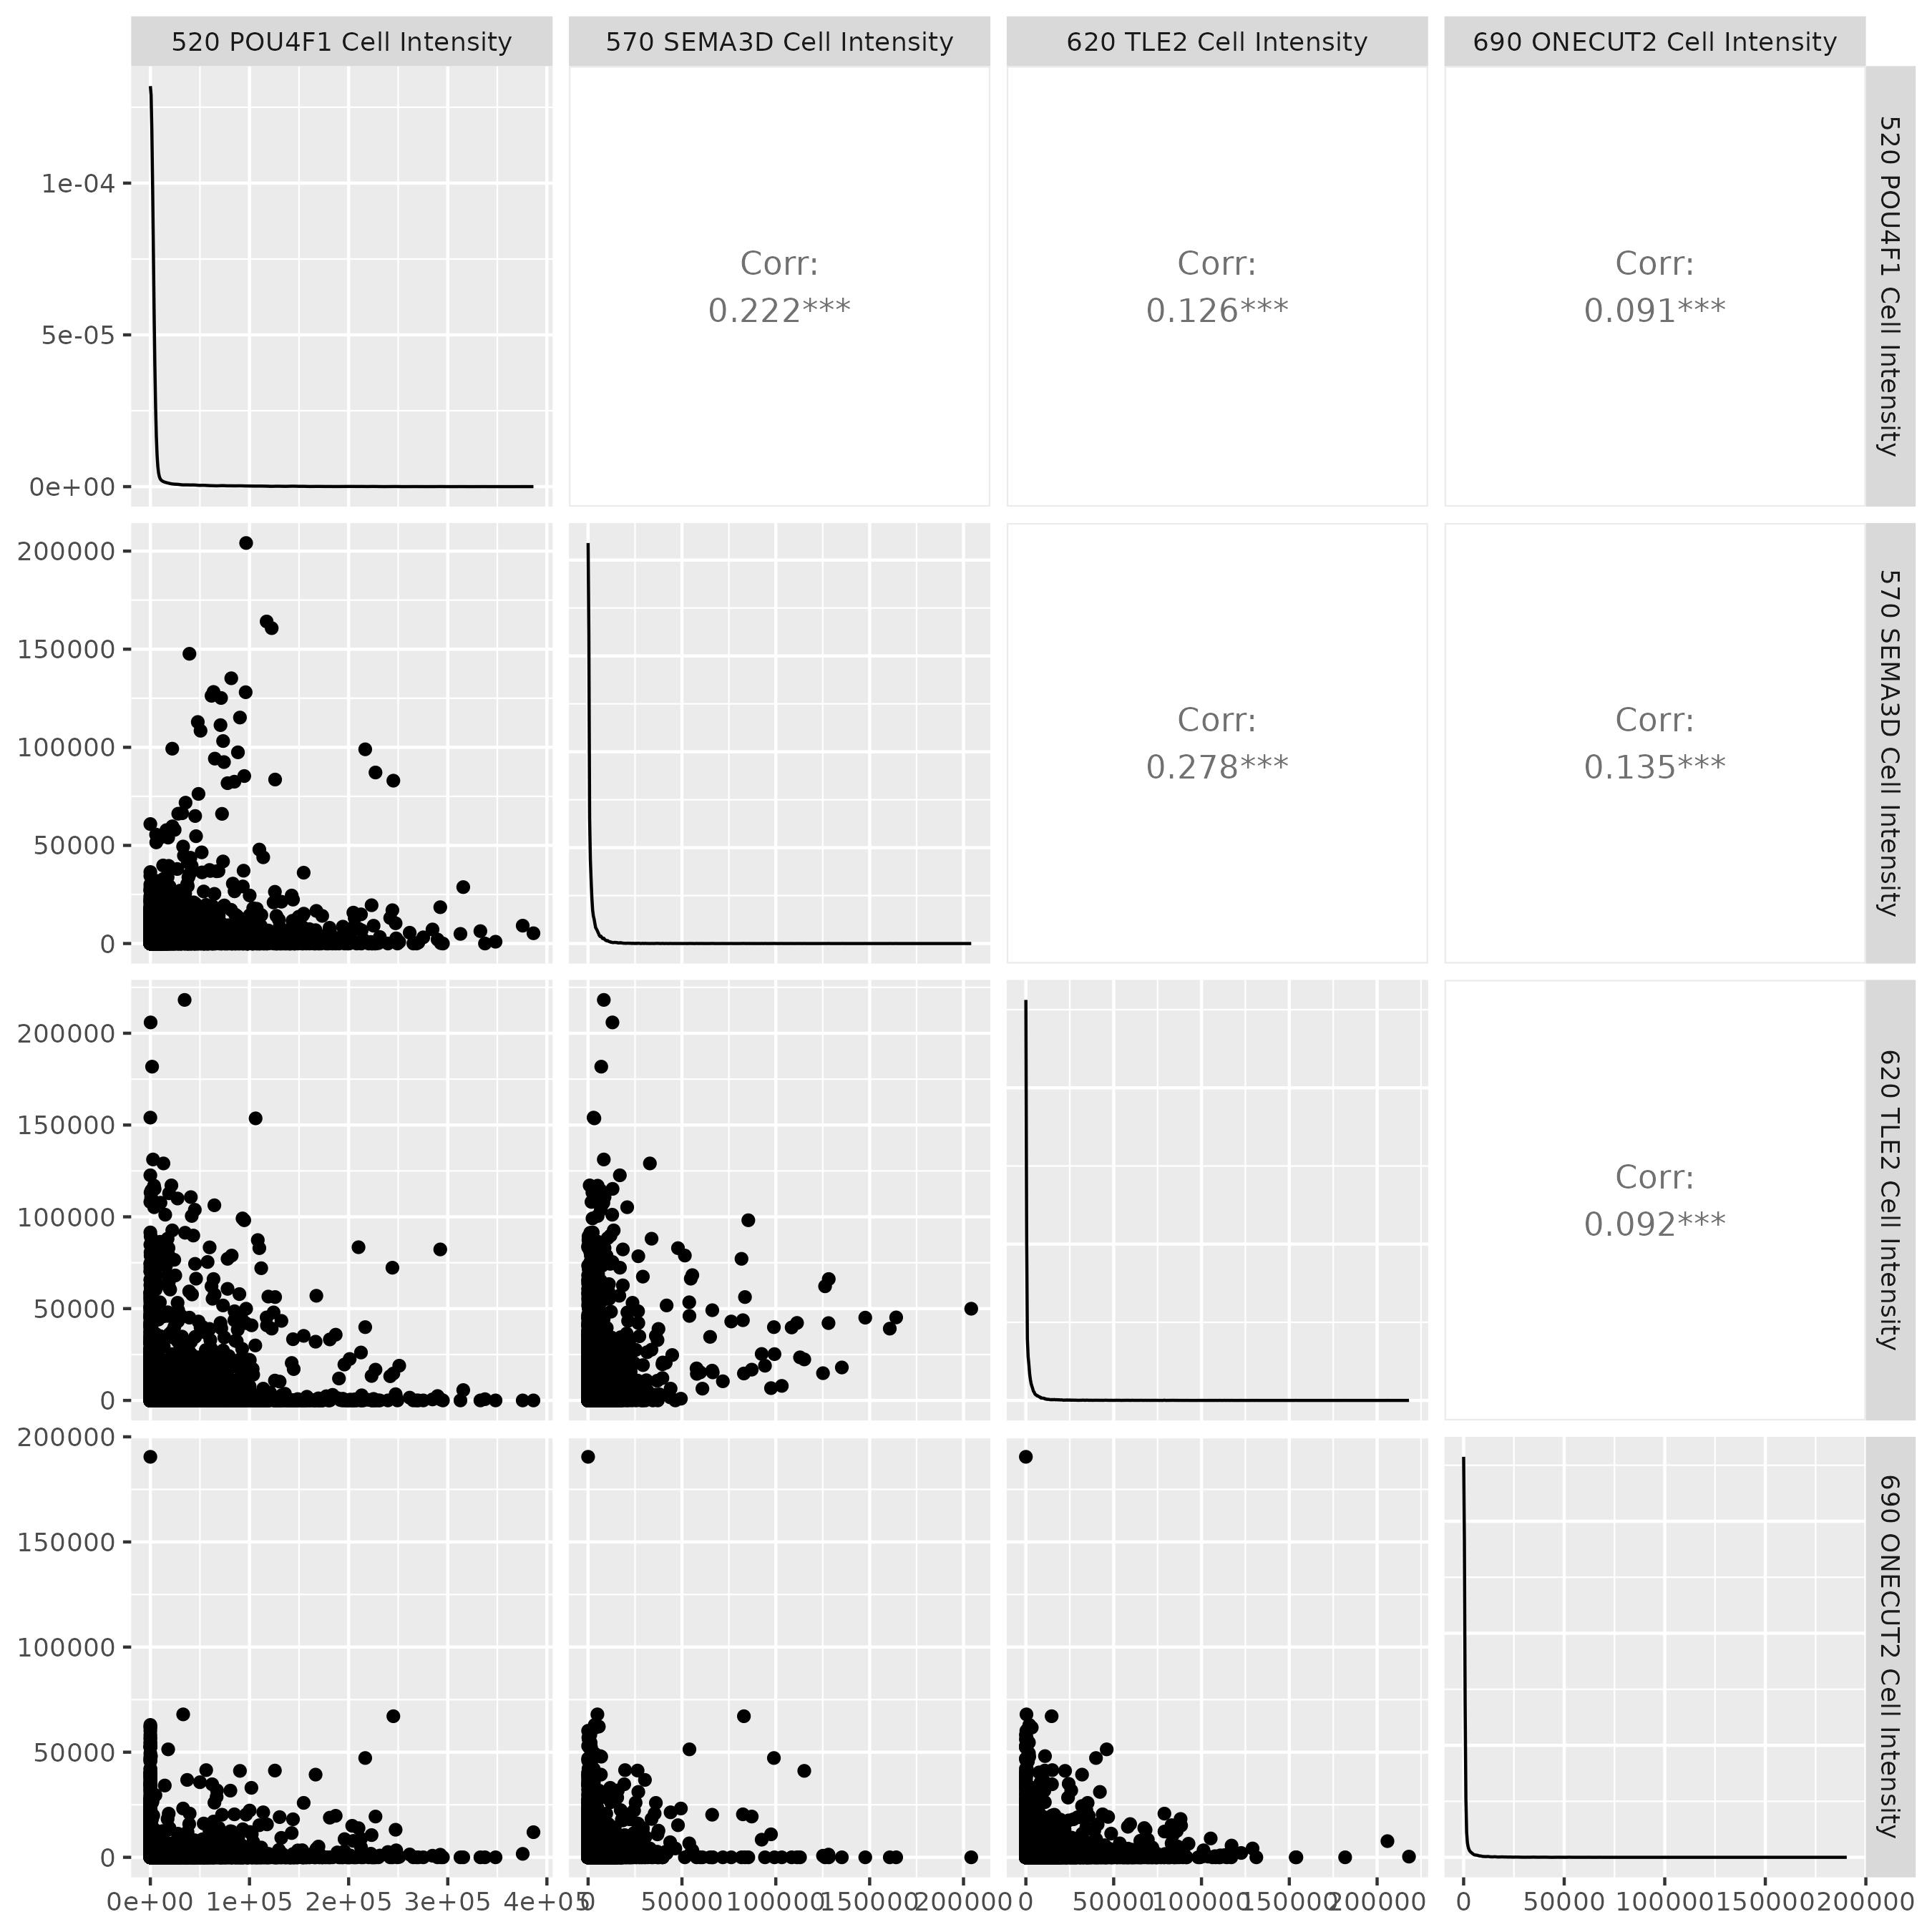 520 POU4F1 Cell Intensity
570 SEMA3D Cell Intensity
620 TLE2 Cell Intensity
690 ONECUT2 Cell Intensity
1e-04
5e-05
0e+00
Corr:
0.222***
Corr:
0.126***
Corr:
0.091***
520 POU4F1 Cell Intensity
200000
150000
100000
50000
0
Corr:
0.278***
Corr:
0.135***
570 SEMA3D Cell Intensity
200000
150000
100000
50000
0
Corr:
0.092***
620 TLE2 Cell Intensity
200000
150000
100000
50000
0
690 ONECUT2 Cell Intensity
0e+00 1e+05 2e+05 3e+05 4e+05
0 50000 100000 150000 200000
0 50000 100000 150000 200000
0 50000 100000 150000 200000